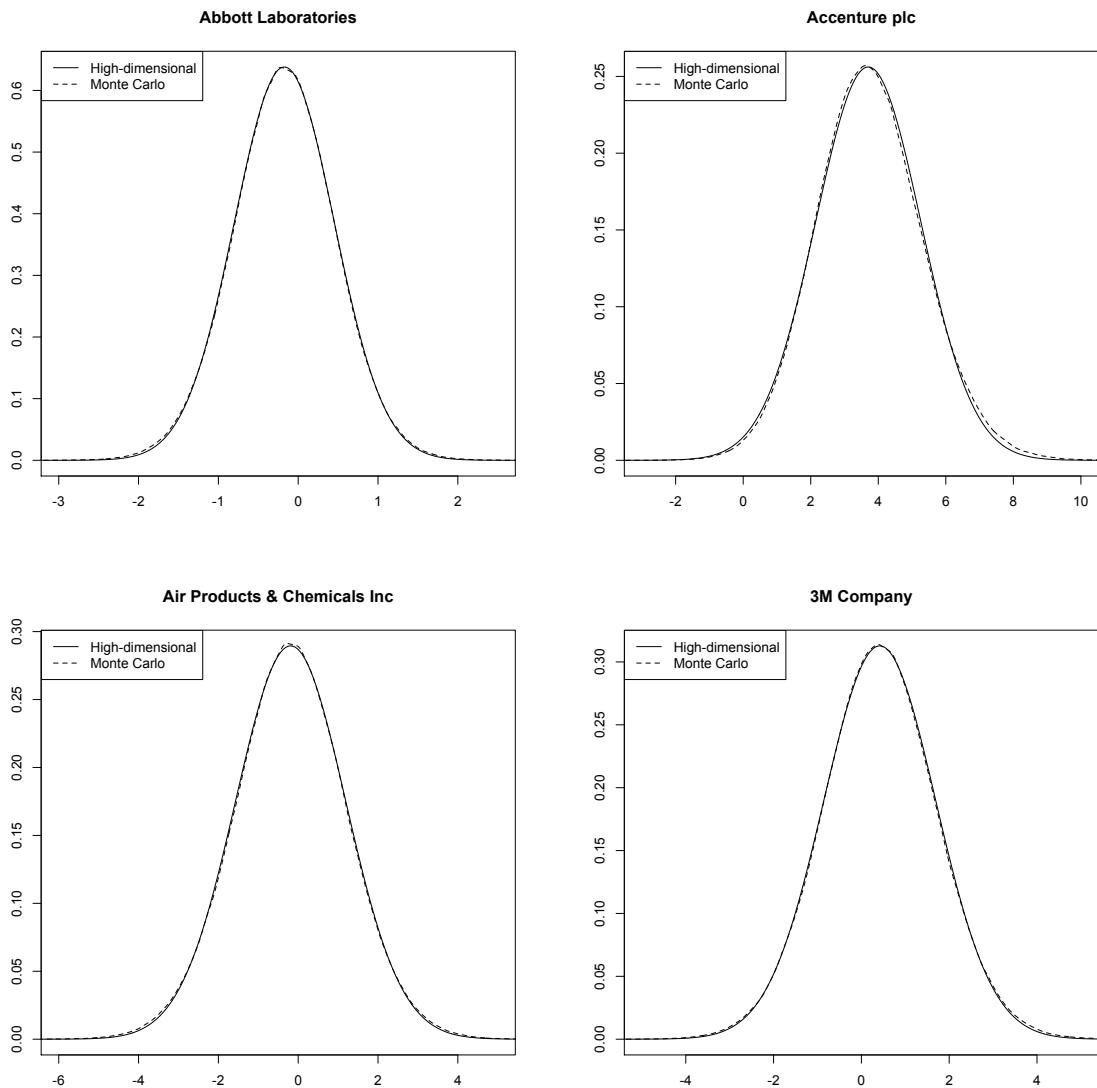 Abbott Laboratories
High-dimensional
Monte Carlo
0.6
0.5
0.4
0.3
0.2
0.1
0.0
-3 -2 -1 0 1 2
Accenture plc
High-dimensional
Monte Carlo
0.25
0.20
0.15
0.10
0.05
0.00
-2 0 2 4 6 8 10
Air Products & Chemicals Inc
High-dimensional
Monte Carlo
0.30
0.25
0.20
0.15
0.10
0.05
0.00
-6 -4 -2 0 2 4
3M Company
High-dimensional
Monte Carlo
0.30
0.25
0.20
0.15
0.10
0.05
0.00
-4 -2 0 2 4